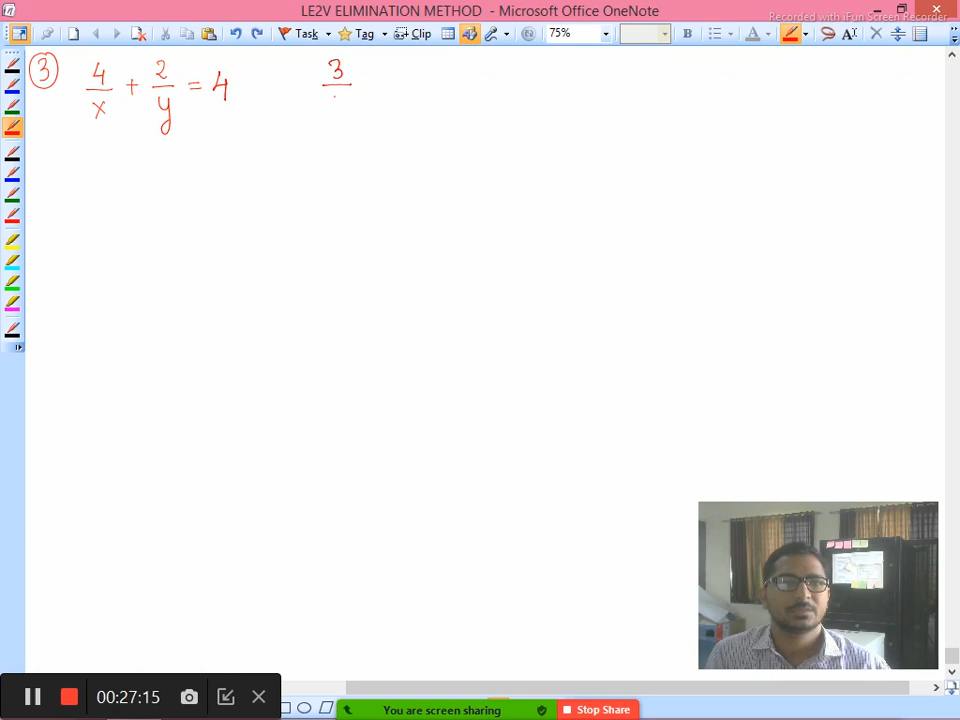 LE2V ELIMINATION METHOD - Microsoft Office OneNote
Recorded with iFun Screen Recorder
Task Tag Clip 75% B A A
③ 4/x + 2/y = 4 3/
00:27:15
You are screen sharing Stop Share